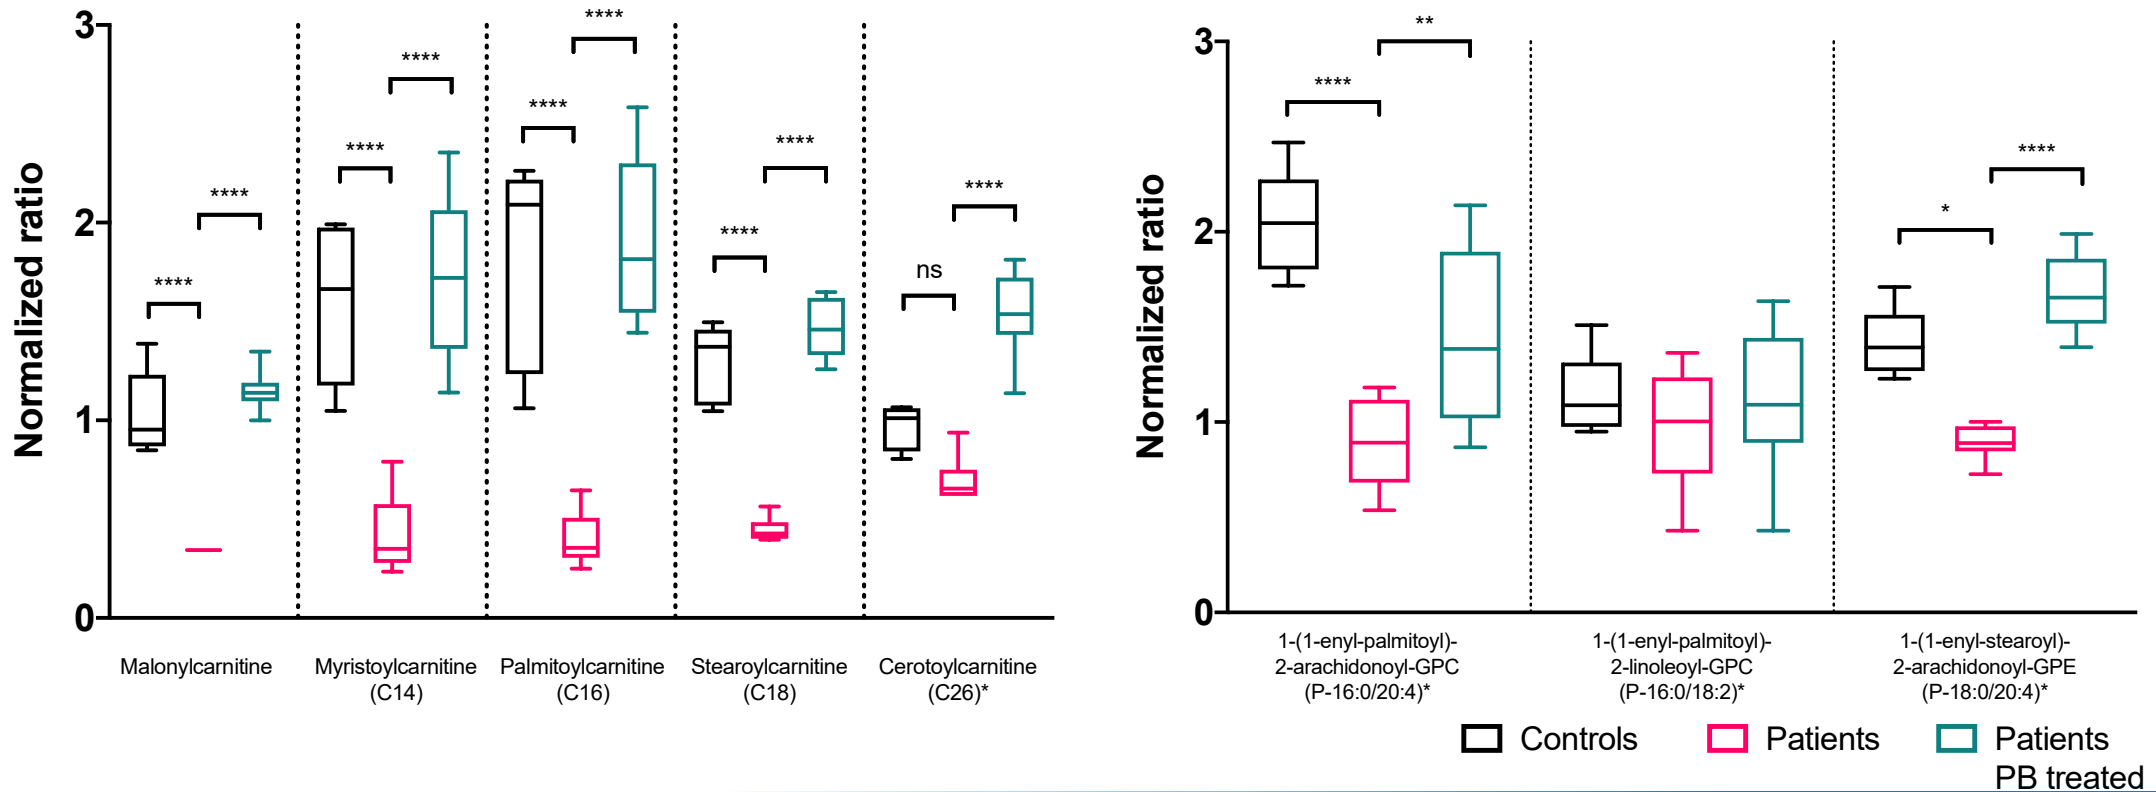 Normalized ratio
3
2
1
0
****
****
****
****
****
****
****
****
ns
****
Malonylcarnitine
Myristoylcarnitine
(C14)
Palmitoylcarnitine
(C16)
Stearoylcarnitine
(C18)
Cerotoylcarnitine
(C26)*
Normalized ratio
3
2
1
0
****
**
*
****
1-(1-enyl-palmitoyl)-
2-arachidonoyl-GPC
(P-16:0/20:4)*
1-(1-enyl-palmitoyl)-
2-linoleoyl-GPC
(P-16:0/18:2)*
1-(1-enyl-stearoyl)-
2-arachidonoyl-GPE
(P-18:0/20:4)*
Controls
Patients
Patients
PB treated